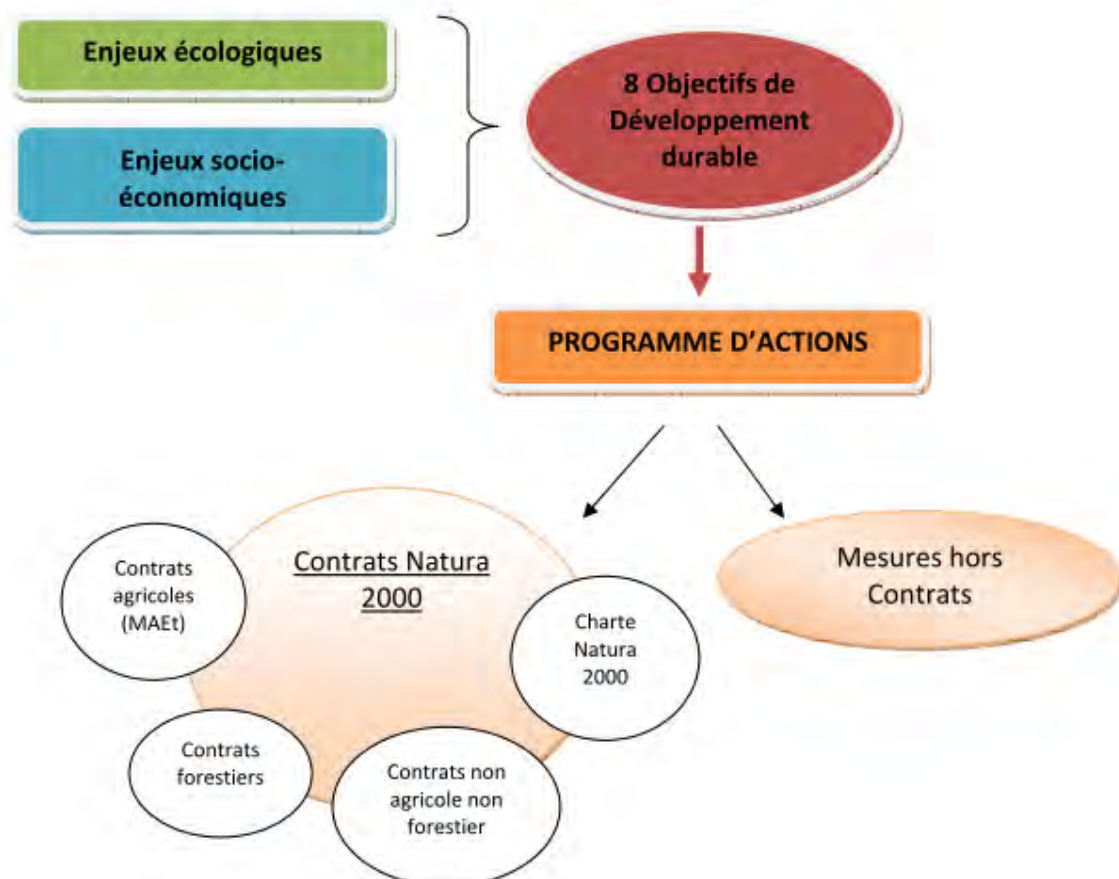 Enjeux écologiques
Enjeux socio-
économiques
8 Objectifs de
Développement
durable
PROGRAMME D'ACTIONS
Contrats Natura
2000
Contrats
agricoles
(MAEt)
Charte
Natura
2000
Contrats
forestiers
Contrats non
agricole non
forestier
Mesures hors
Contrats